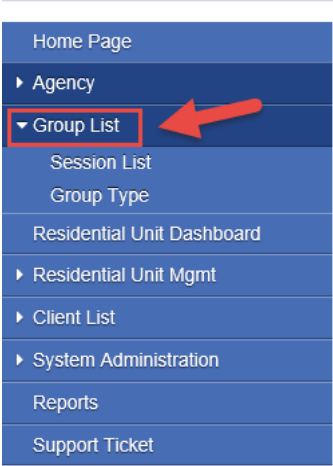 Home Page
Agency
Group List
Session List
Group Type
Residential Unit Dashboard
Residential Unit Mgmt
Client List
System Administration
Reports
Support Ticket